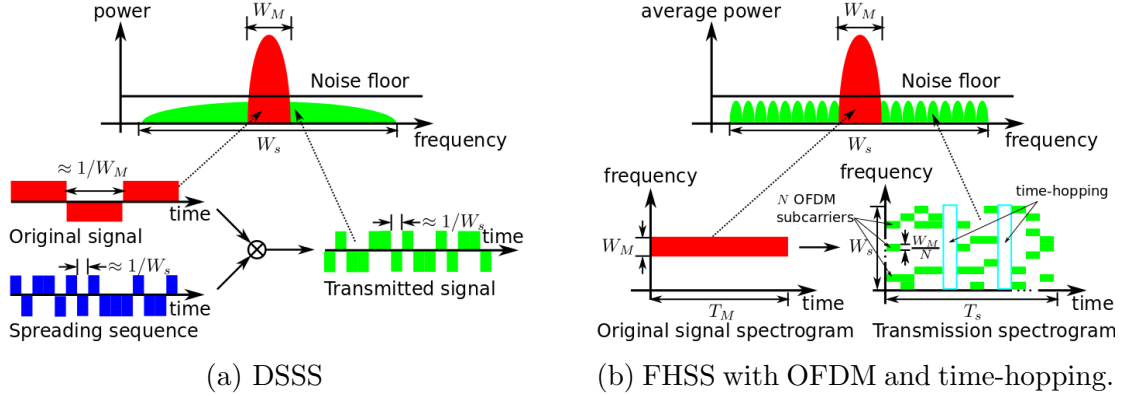 power
W_M
Noise floor
W_s
frequency
≈ 1/W_M
time
Original signal
≈ 1/W_s
time
Spreading sequence
≈ 1/W_s
time
Transmitted signal
(a) DSSS
average power
W_M
Noise floor
W_s
frequency
frequency
W_M
time
T_M
Original signal spectrogram
frequency
N OFDM
subcarriers
time-hopping
W_s
W_M/N
...
time
T_s
Transmission spectrogram
(b) FHSS with OFDM and time-hopping.